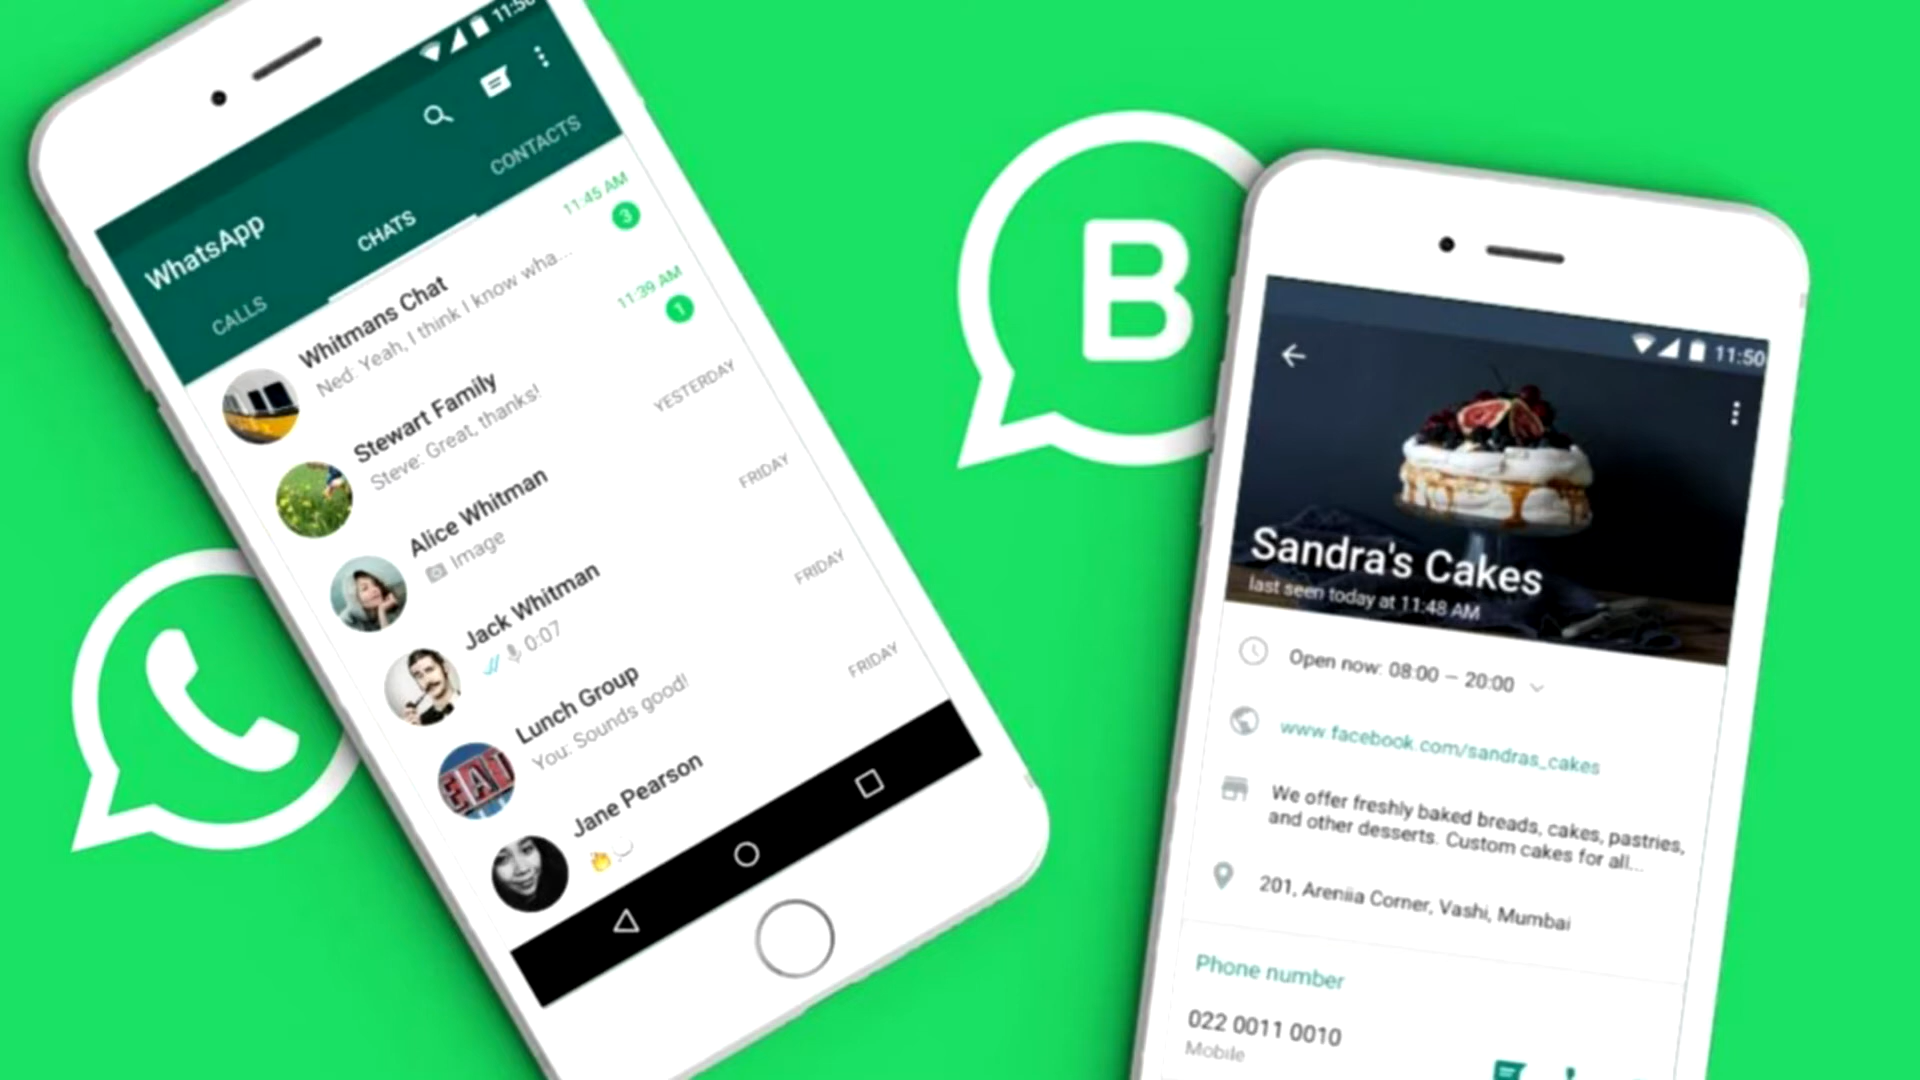 11:50
WhatsApp
CALLS
CHATS
CONTACTS
Whitmans Chat
11:45 AM
Ned: Yeah, I think I know wha...
3
Stewart Family
11:39 AM
Steve: Great, thanks!
1
Alice Whitman
YESTERDAY
Image
Jack Whitman
FRIDAY
0:07
Lunch Group
FRIDAY
You: Sounds good!
EAT
Jane Pearson
FRIDAY
B
11:50
Sandra's Cakes
last seen today at 11:48 AM
Open now: 08:00 – 20:00
www.facebook.com/sandras_cakes
We offer freshly baked breads, cakes, pastries,
and other desserts. Custom cakes for all...
201, Areniia Corner, Vashi, Mumbai
Phone number
022 0011 0010
Mobile